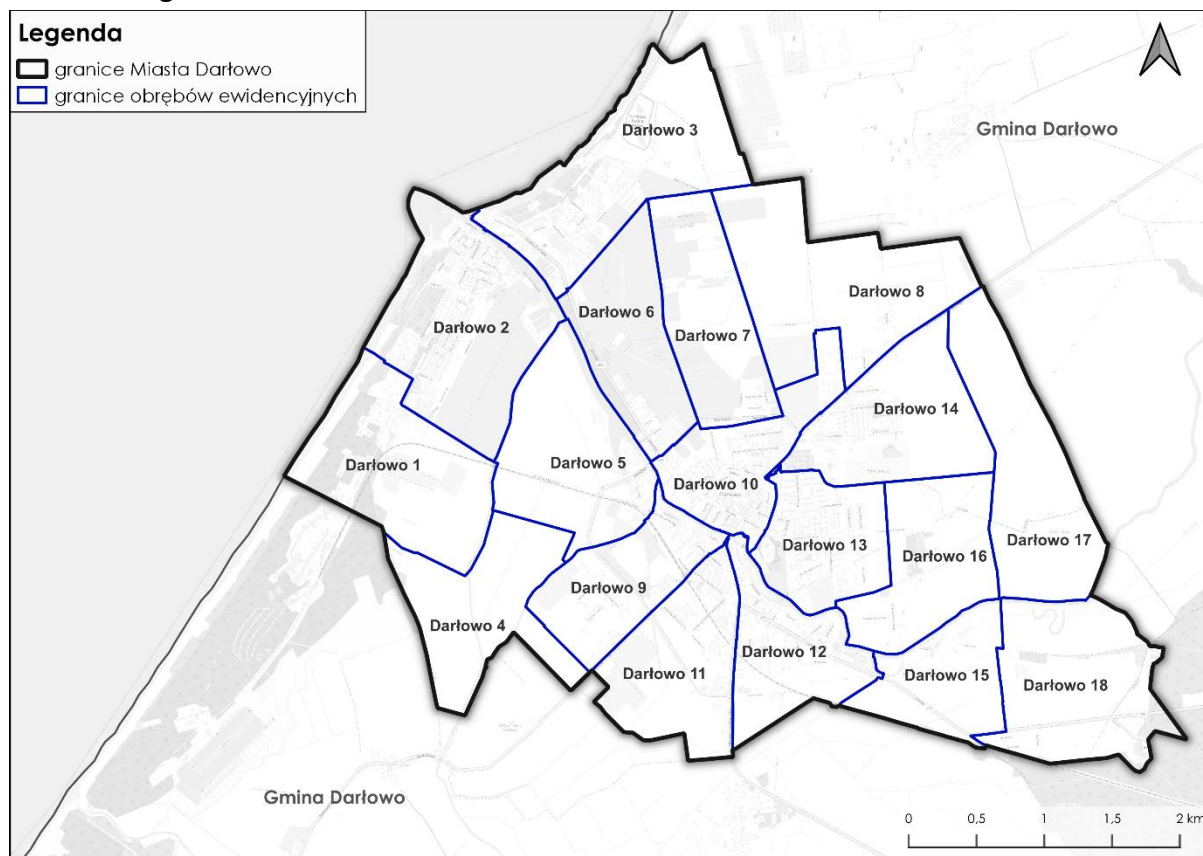 Legenda
granice Miasta Darłowo
granice obrębów ewidencyjnych
Gmina Darłowo
Darłowo 3
Darłowo 2
Darłowo 6
Darłowo 8
Darłowo 7
Darłowo 14
Darłowo 1
Darłowo 5
Darłowo 10
Darłowo 13
Darłowo 16
Darłowo 17
Darłowo 9
Darłowo 4
Darłowo 12
Darłowo 11
Darłowo 15
Darłowo 18
Gmina Darłowo
0 0,5 1 1,5 2 km